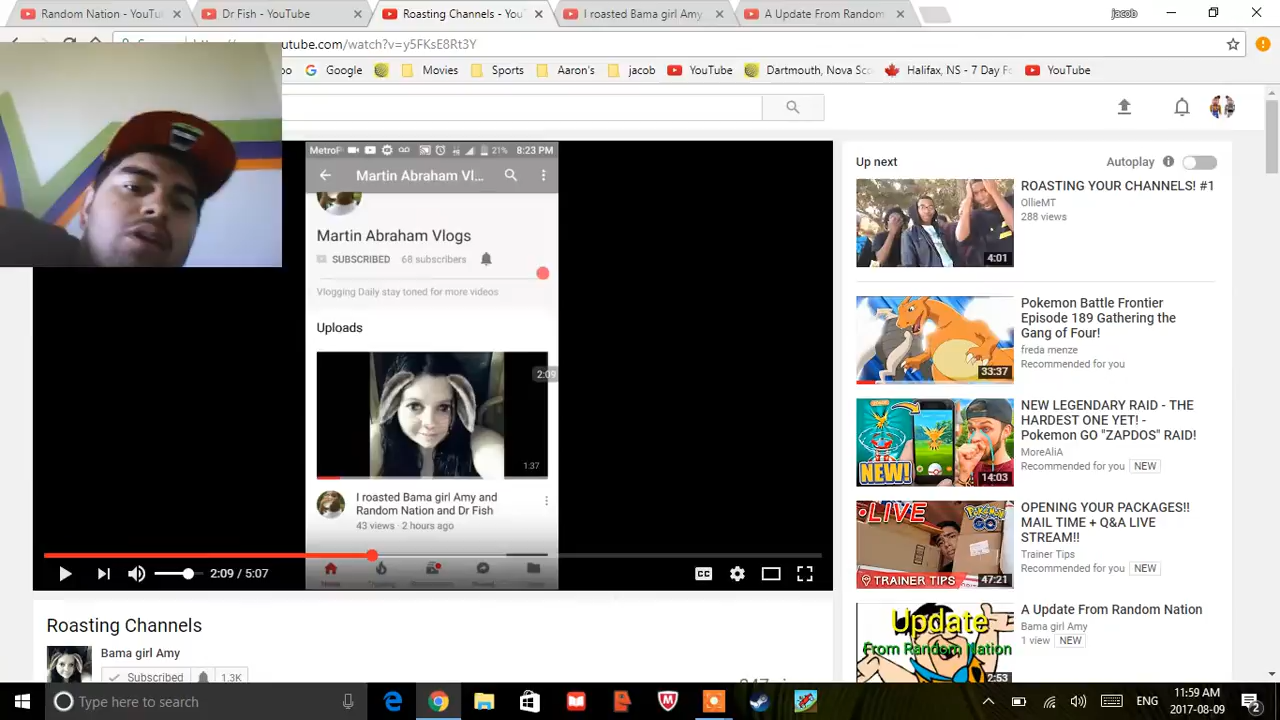 Random Nation - YouTube
Dr Fish - YouTube
Roasting Channels - You
I roasted Bama girl Amy
A Update From Random
jacob
utube.com/watch?v=y5FKsE8Rt3Y
Google
Movies
Sports
Aaron's
jacob
YouTube
Dartmouth, Nova Sc
Halifax, NS - 7 Day F
YouTube
MetroP
21% 8:23 PM
Martin Abraham Vl...
Martin Abraham Vlogs
SUBSCRIBED 68 subscribers
Vlogging Daily stay toned for more videos
Uploads
2:09
1:37
I roasted Bama girl Amy and
Random Nation and Dr Fish
43 views · 2 hours ago
2:09 / 5:07
CC
Roasting Channels
Bama girl Amy
Subscribed 1.3K
Up next
Autoplay
ROASTING YOUR CHANNELS! #1
OllieMT
288 views
4:01
Pokemon Battle Frontier
Episode 189 Gathering the
Gang of Four!
freda menze
Recommended for you
33:37
NEW LEGENDARY RAID - THE
HARDEST ONE YET! -
Pokemon GO "ZAPDOS" RAID!
MoreAliA
Recommended for you NEW
NEW!
14:03
OPENING YOUR PACKAGES!!
MAIL TIME + Q&A LIVE
STREAM!!
Trainer Tips
Recommended for you NEW
LIVE
TRAINER TIPS
47:21
A Update From Random Nation
Bama girl Amy
1 view NEW
Update
From Random Nation
2:53
Type here to search
ENG
11:59 AM
2017-08-09
2